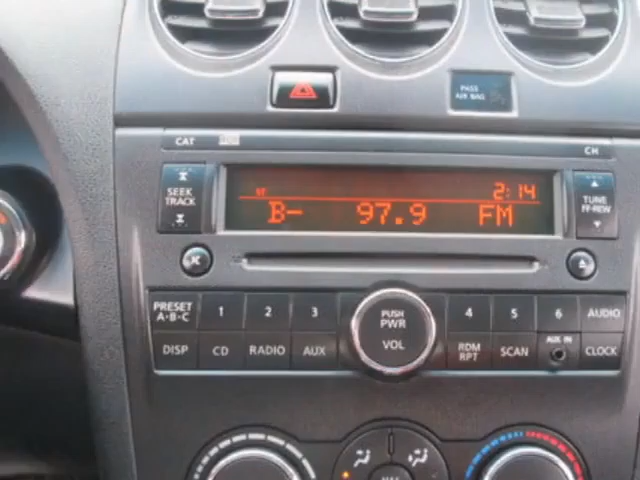 PASS
AIR BAG
CAT
CH
SEEK
TRACK
ST
2:14
B- 97.9 FM
TUNE
FF·REW
PRESET
A·B·C
1
2
3
PUSH
PWR
VOL
4
5
6
AUDIO
DISP
CD
RADIO
AUX
RDM
RPT
SCAN
AUX IN
CLOCK